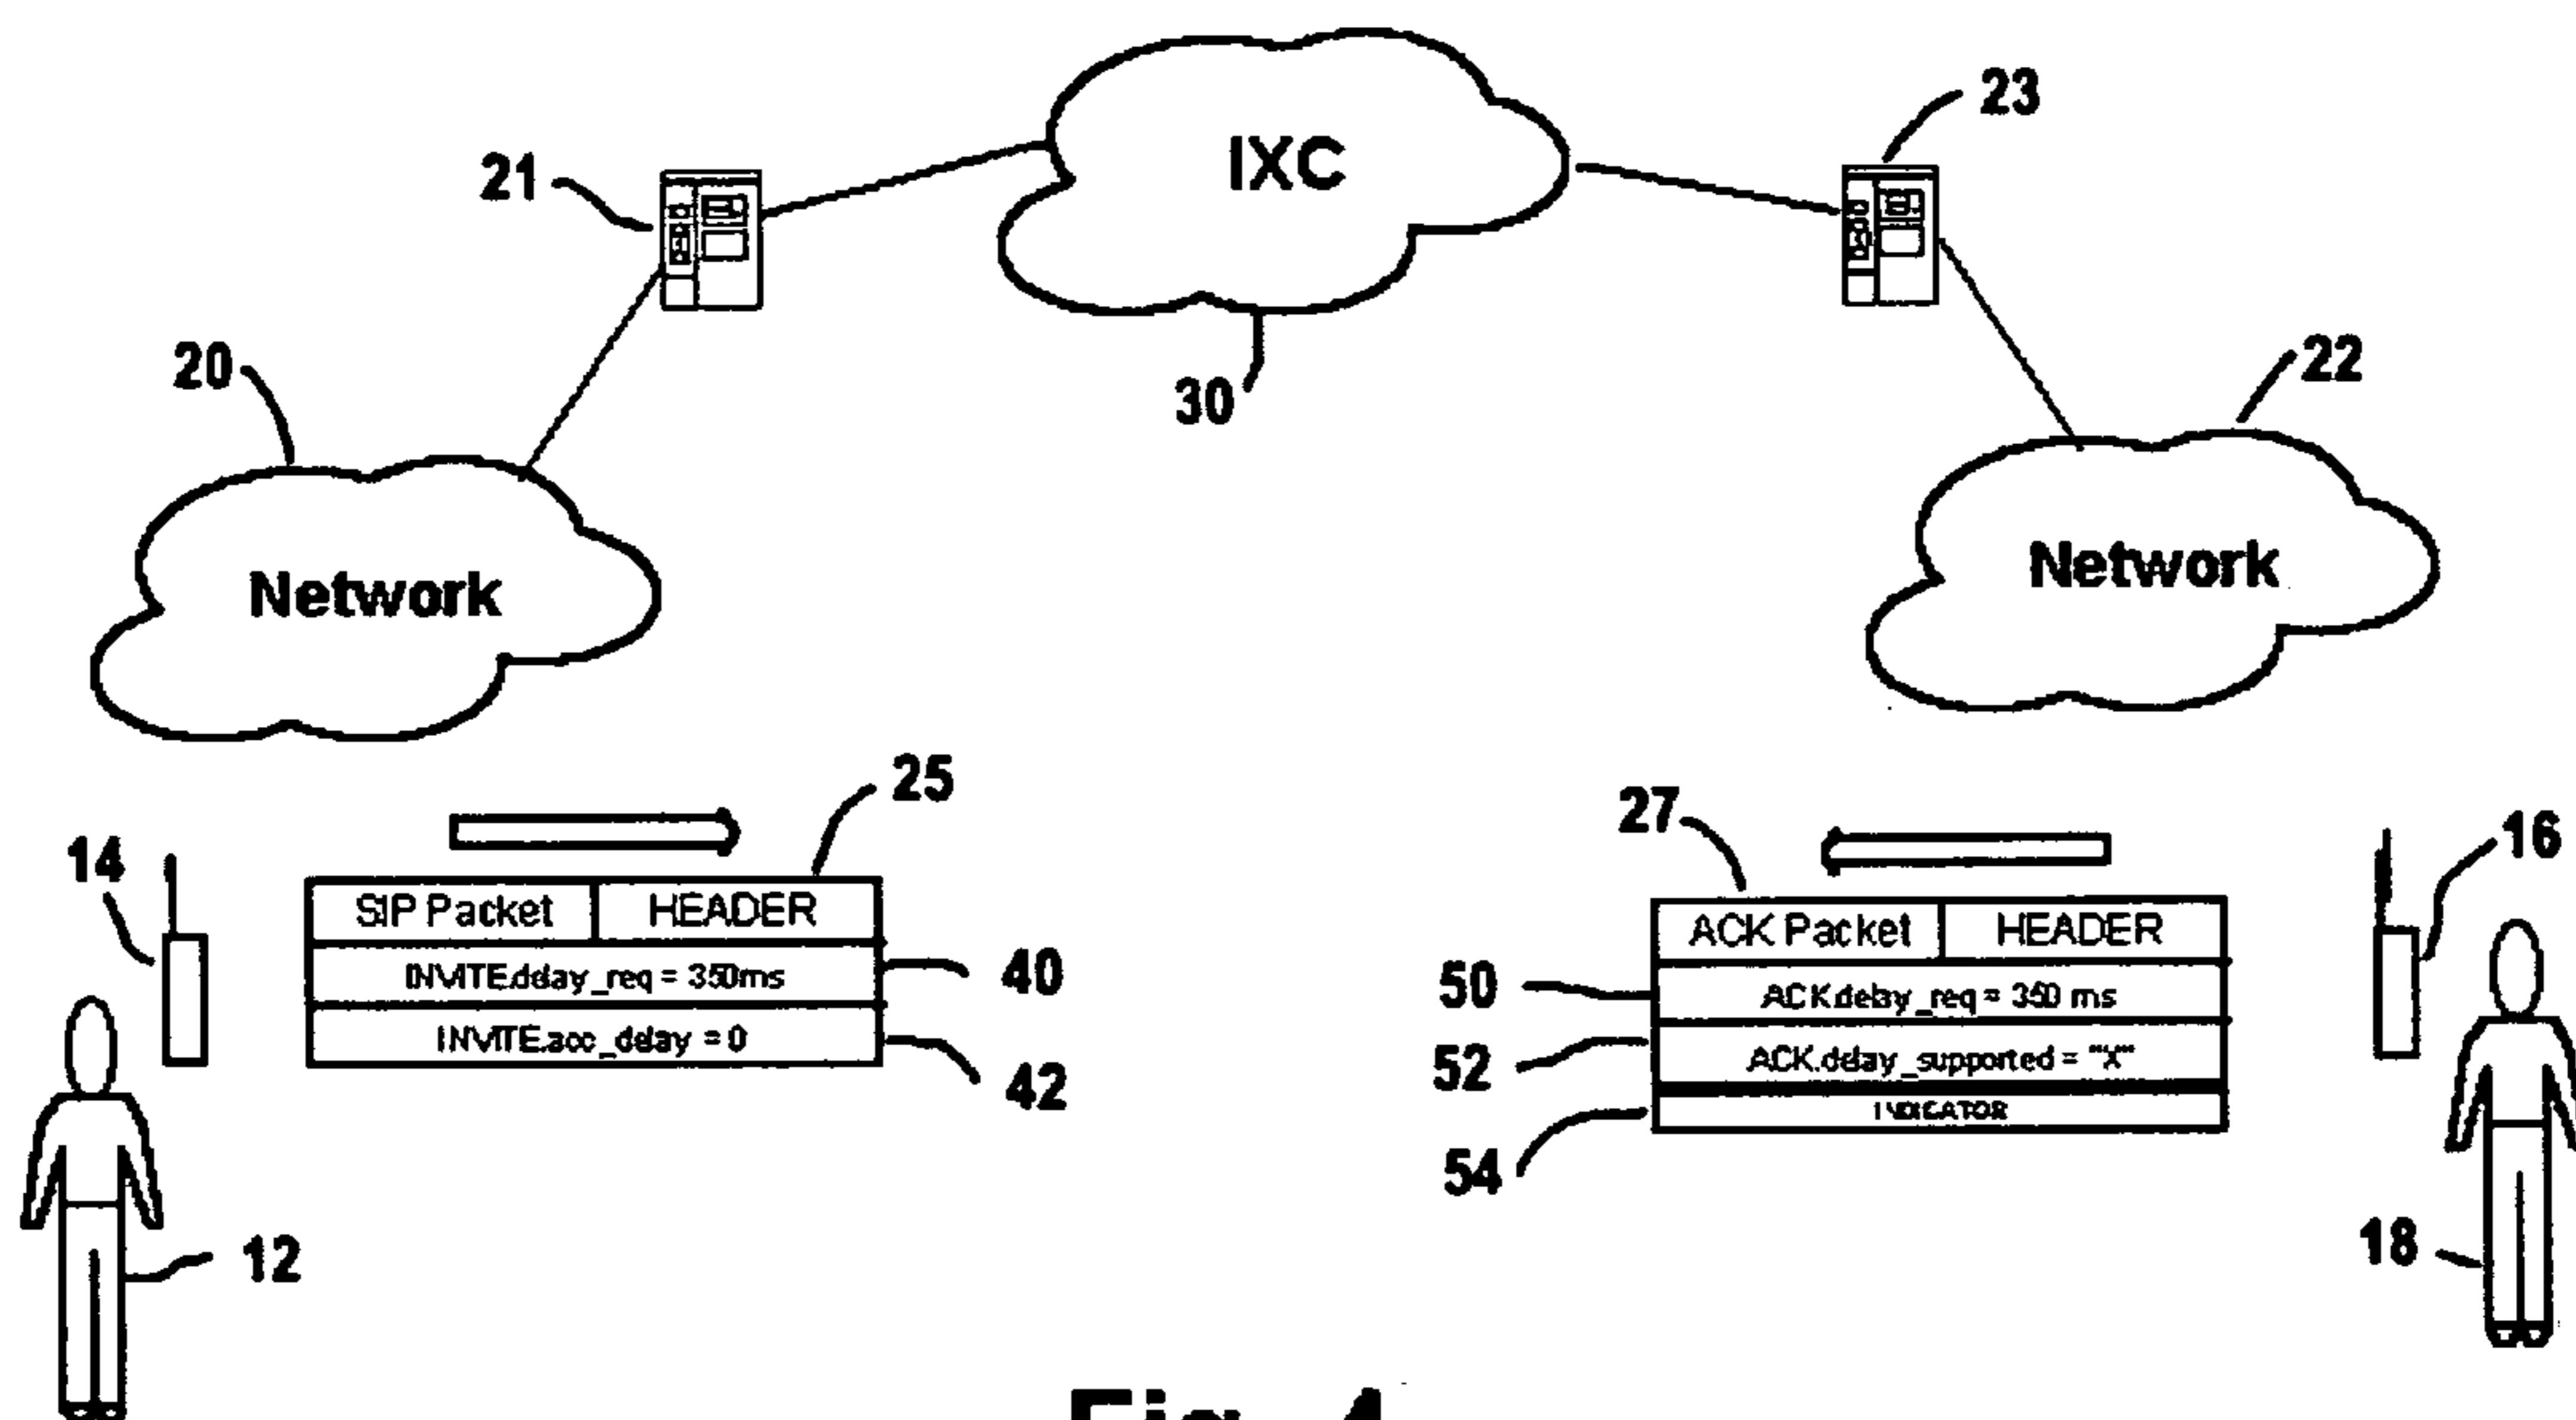 IXC
23
21
20
30
22
Network
Network
25
27
14
16
SIP Packet HEADER
INVITE.delay_req = 350ms
INVITE.acc_delay = 0
40
42
ACK Packet HEADER
ACK.delay_req = 350 ms
ACK.delay_supported = "X"
INDICATOR
50
52
54
12
18